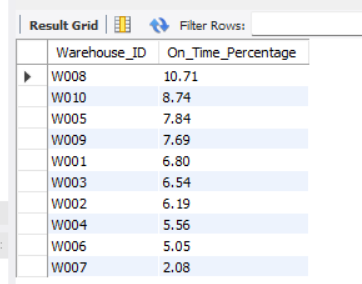 Result Grid Filter Rows:
Warehouse_ID On_Time_Percentage
W008 10.71
W010 8.74
W005 7.84
W009 7.69
W001 6.80
W003 6.54
W002 6.19
W004 5.56
W006 5.05
W007 2.08